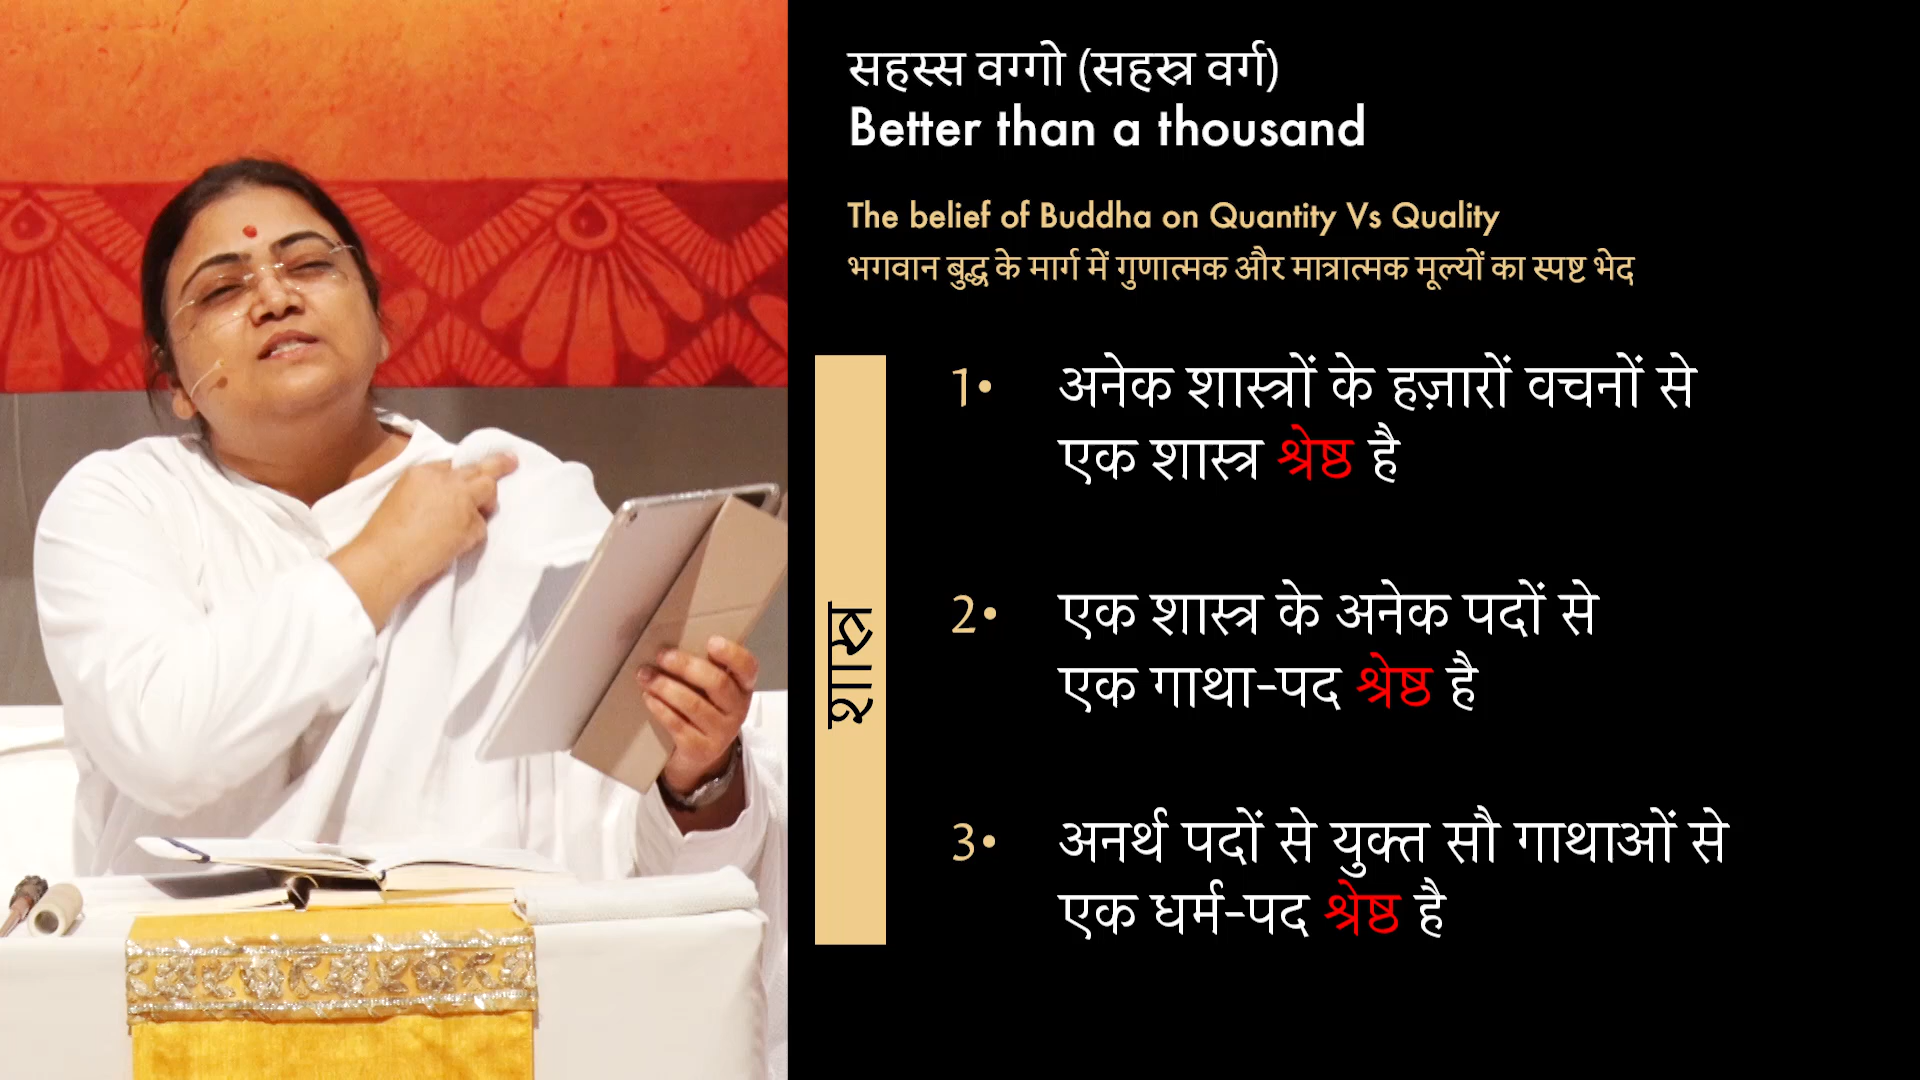 सहस्स वग्गो (सहस्र वर्ग)
Better than a thousand
The belief of Buddha on Quantity Vs Quality
भगवान बुद्ध के मार्ग में गुणात्मक और मात्रात्मक मूल्यों का स्पष्ट भेद
शास्त्र
1• अनेक शास्त्रों के हज़ारों वचनों से
एक शास्त्र श्रेष्ठ है
2• एक शास्त्र के अनेक पदों से
एक गाथा-पद श्रेष्ठ है
3• अनर्थ पदों से युक्त सौ गाथाओं से
एक धर्म-पद श्रेष्ठ है